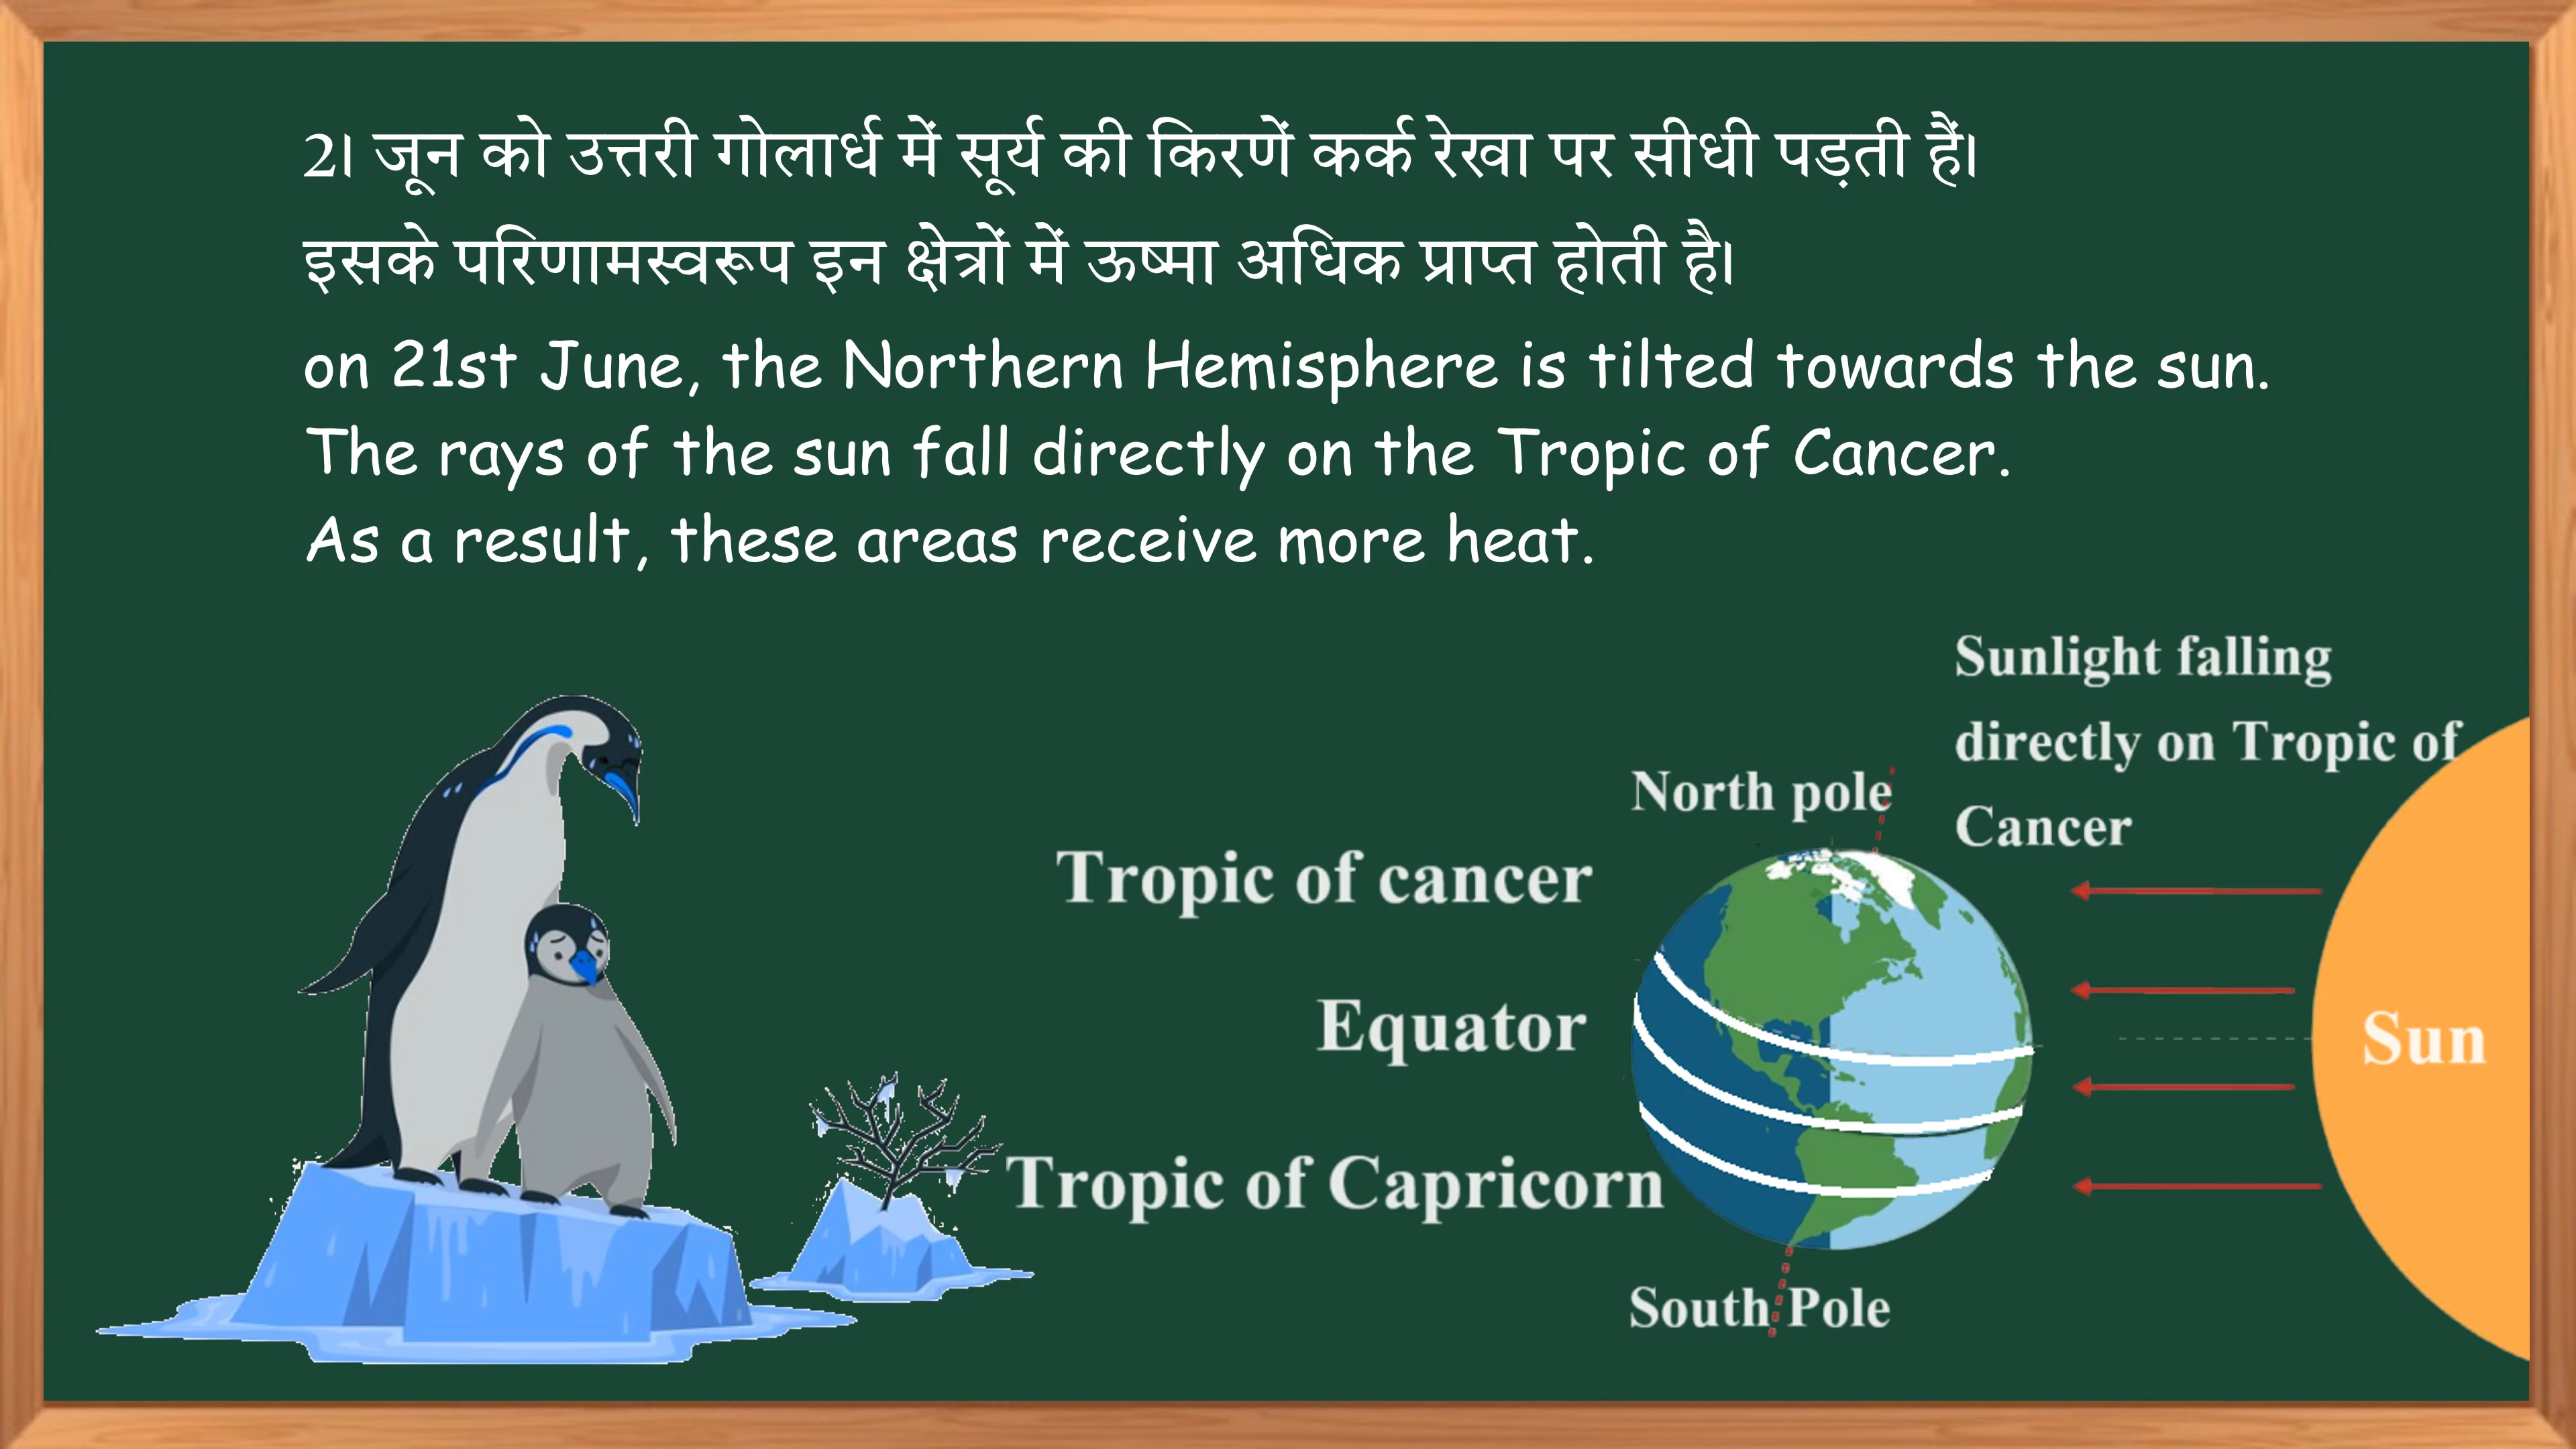 2। जून को उत्तरी गोलार्ध में सूर्य की किरणें कर्क रेखा पर सीधी पड़ती हैं।
इसके परिणामस्वरूप इन क्षेत्रों में ऊष्मा अधिक प्राप्त होती है।
on 21st June, the Northern Hemisphere is tilted towards the sun.
The rays of the sun fall directly on the Tropic of Cancer.
As a result, these areas receive more heat.
Sunlight falling
directly on Tropic of
Cancer
North pole
Tropic of cancer
Equator
Sun
Tropic of Capricorn
South Pole